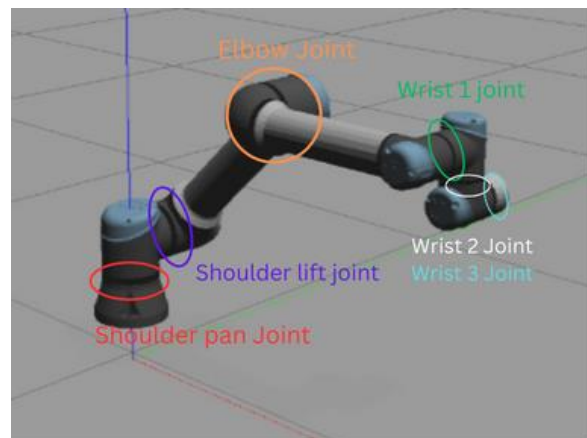 Elbow Joint
Wrist 1 joint
Wrist 2 Joint
Shoulder lift joint
Wrist 3 Joint
Shoulder pan Joint